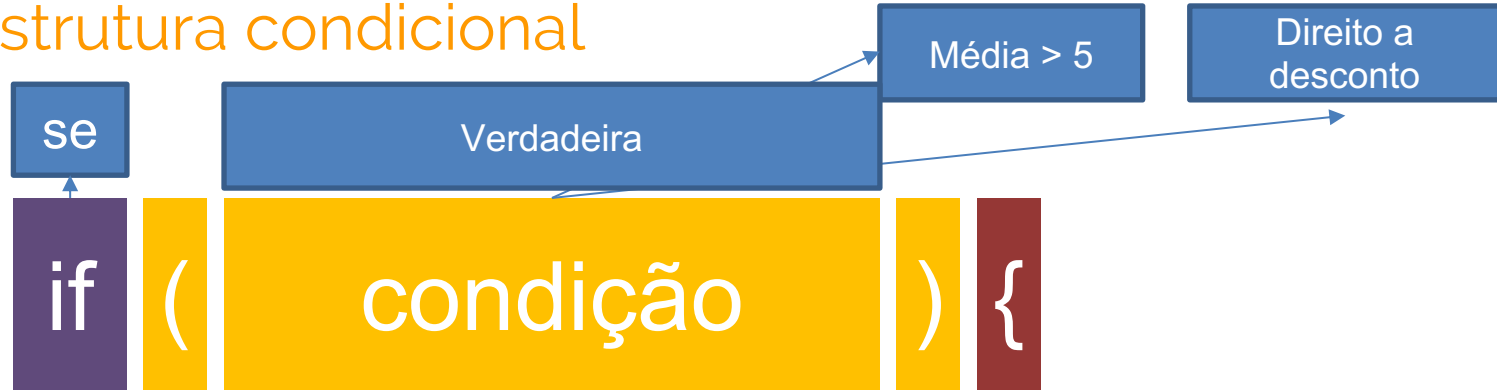 strutura condicional
Média > 5
Direito a
desconto
se
Verdadeira
if ( condição ) {